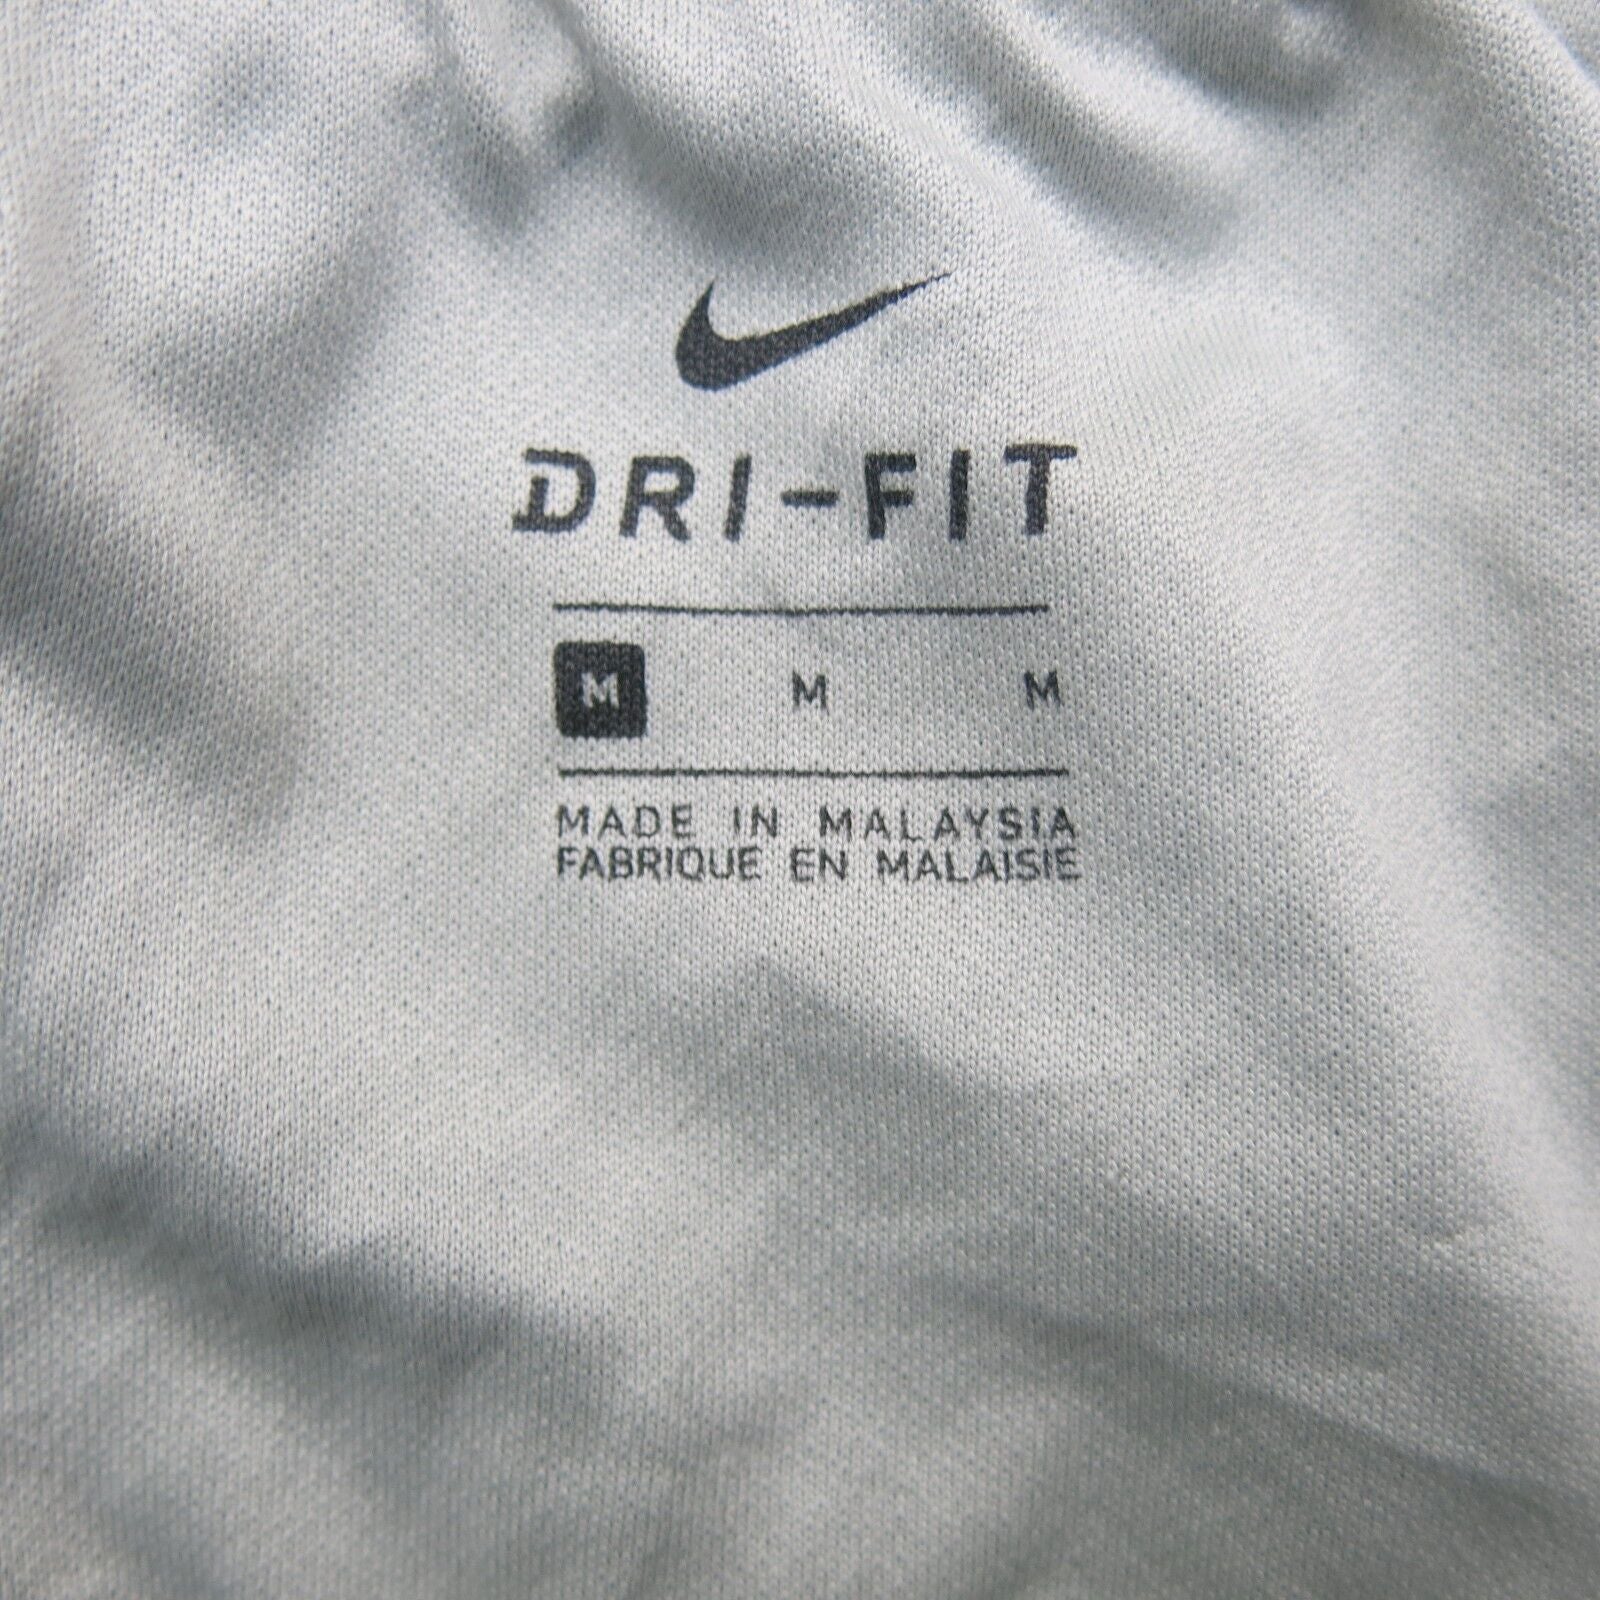 DRI-FIT
M M M
MADE IN MALAYSIA
FABRIQUE EN MALAISIE